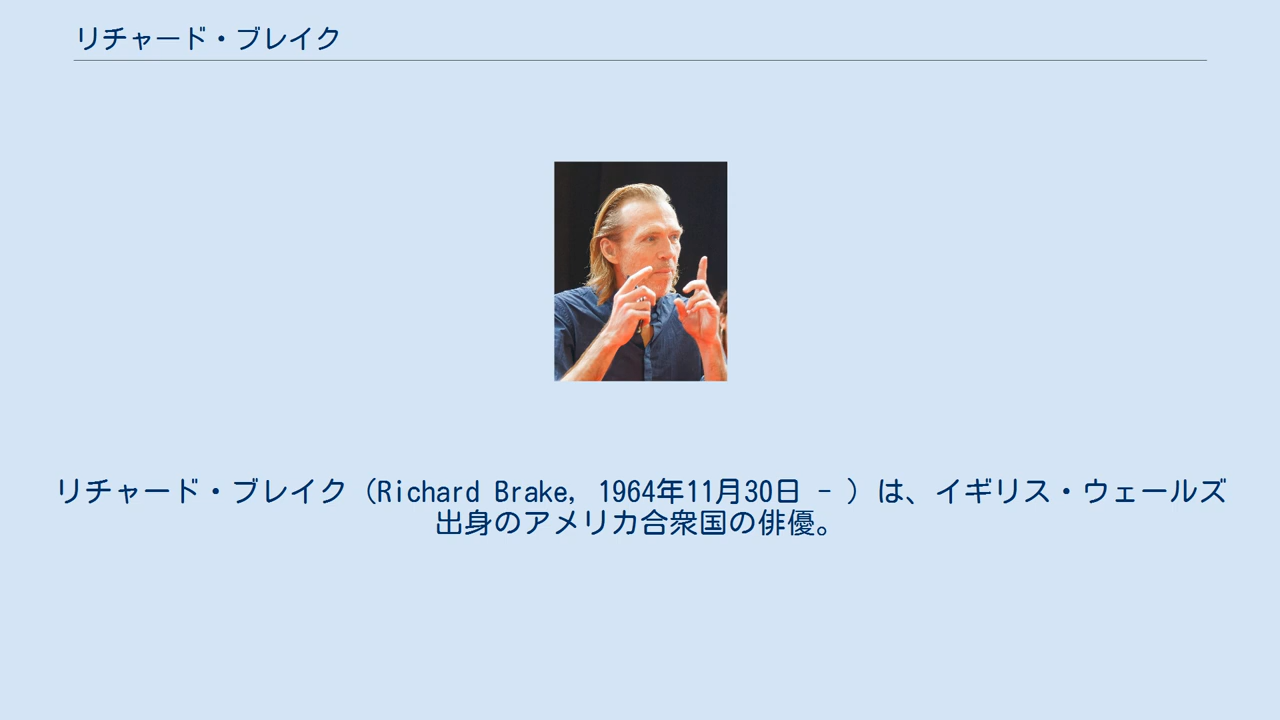 リチャード・ブレイク
リチャード・ブレイク（Richard Brake, 1964年11月30日 - ）は、イギリス・ウェールズ
出身のアメリカ合衆国の俳優。